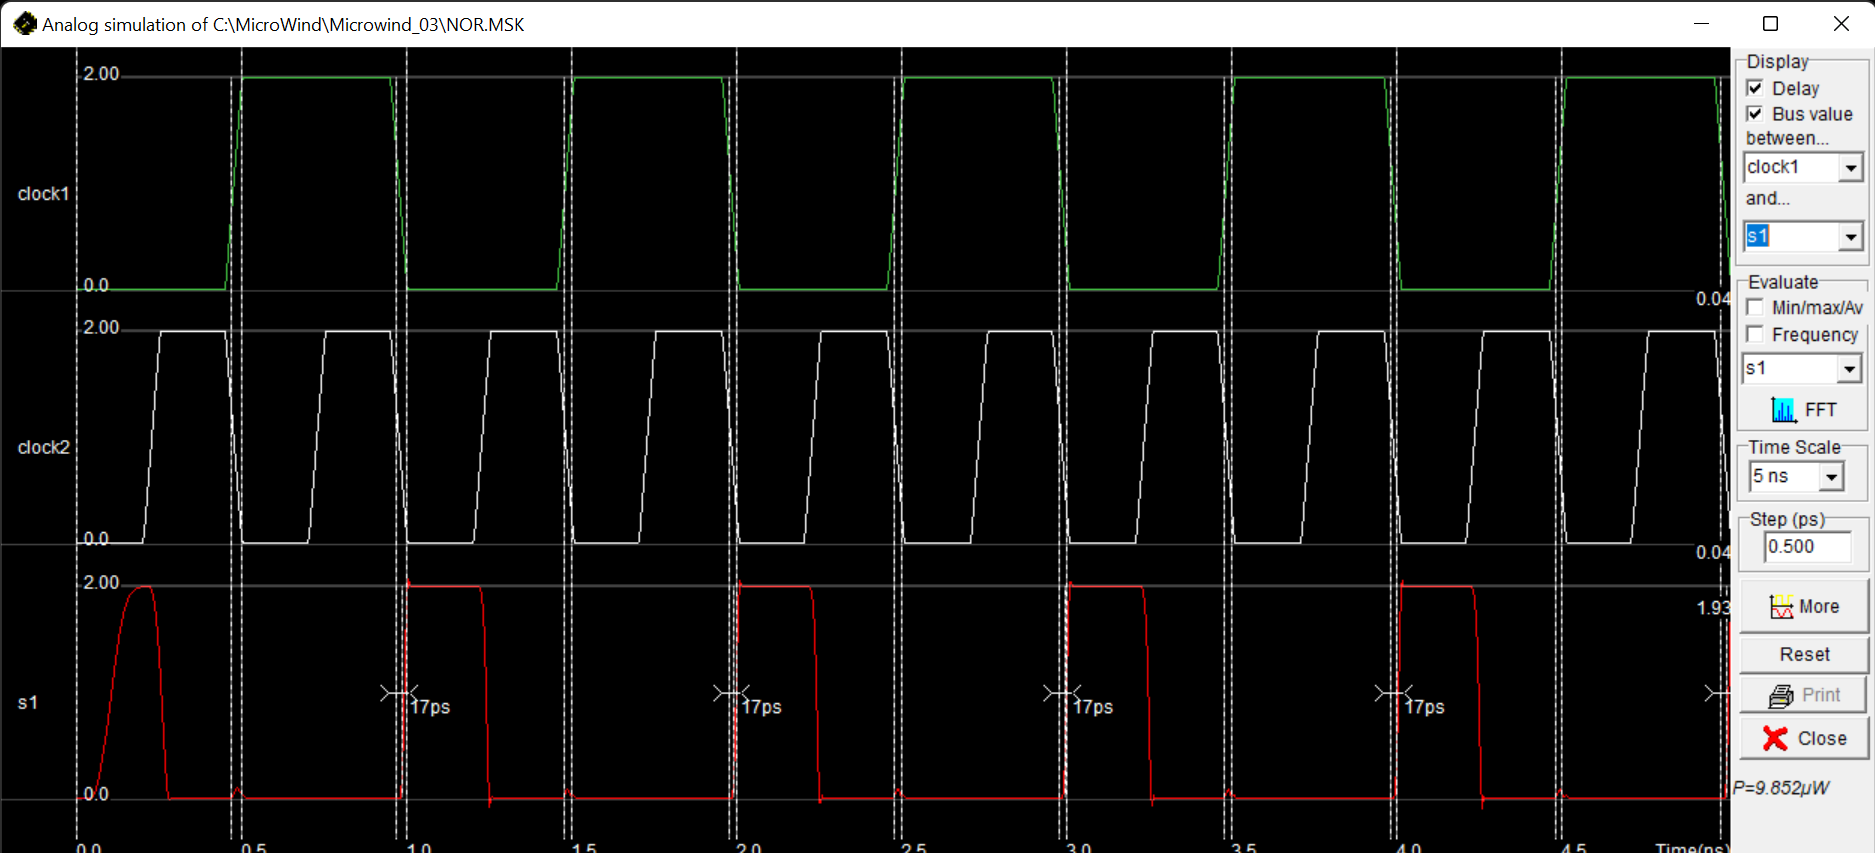 Analog simulation of C:\MicroWind\Microwind_03\NOR.MSK
2.00
clock1
0.0
0.04
2.00
clock2
0.0
0.04
2.00
1.93
s1
17ps
17ps
17ps
17ps
0.0
0.0 0.5 1.0 1.5 2.0 2.5 3.0 3.5 4.0 4.5 Time(ns)
Display
Delay
Bus value
between...
clock1
and...
s1
Evaluate
Min/max/Av
Frequency
s1
FFT
Time Scale
5 ns
Step (ps)
0.500
More
Reset
Print
Close
P=9.852µW